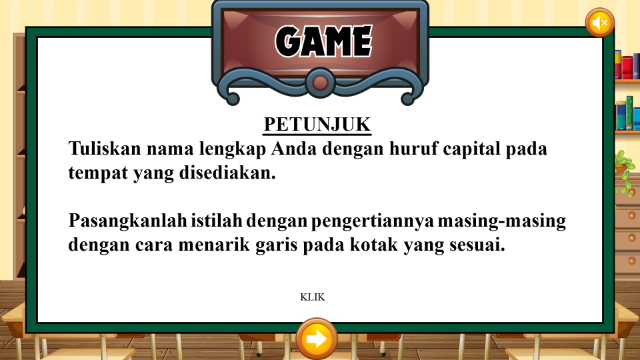 GAME
PETUNJUK
Tuliskan nama lengkap Anda dengan huruf capital pada
tempat yang disediakan.
Pasangkanlah istilah dengan pengertiannya masing-masing
dengan cara menarik garis pada kotak yang sesuai.
KLIK